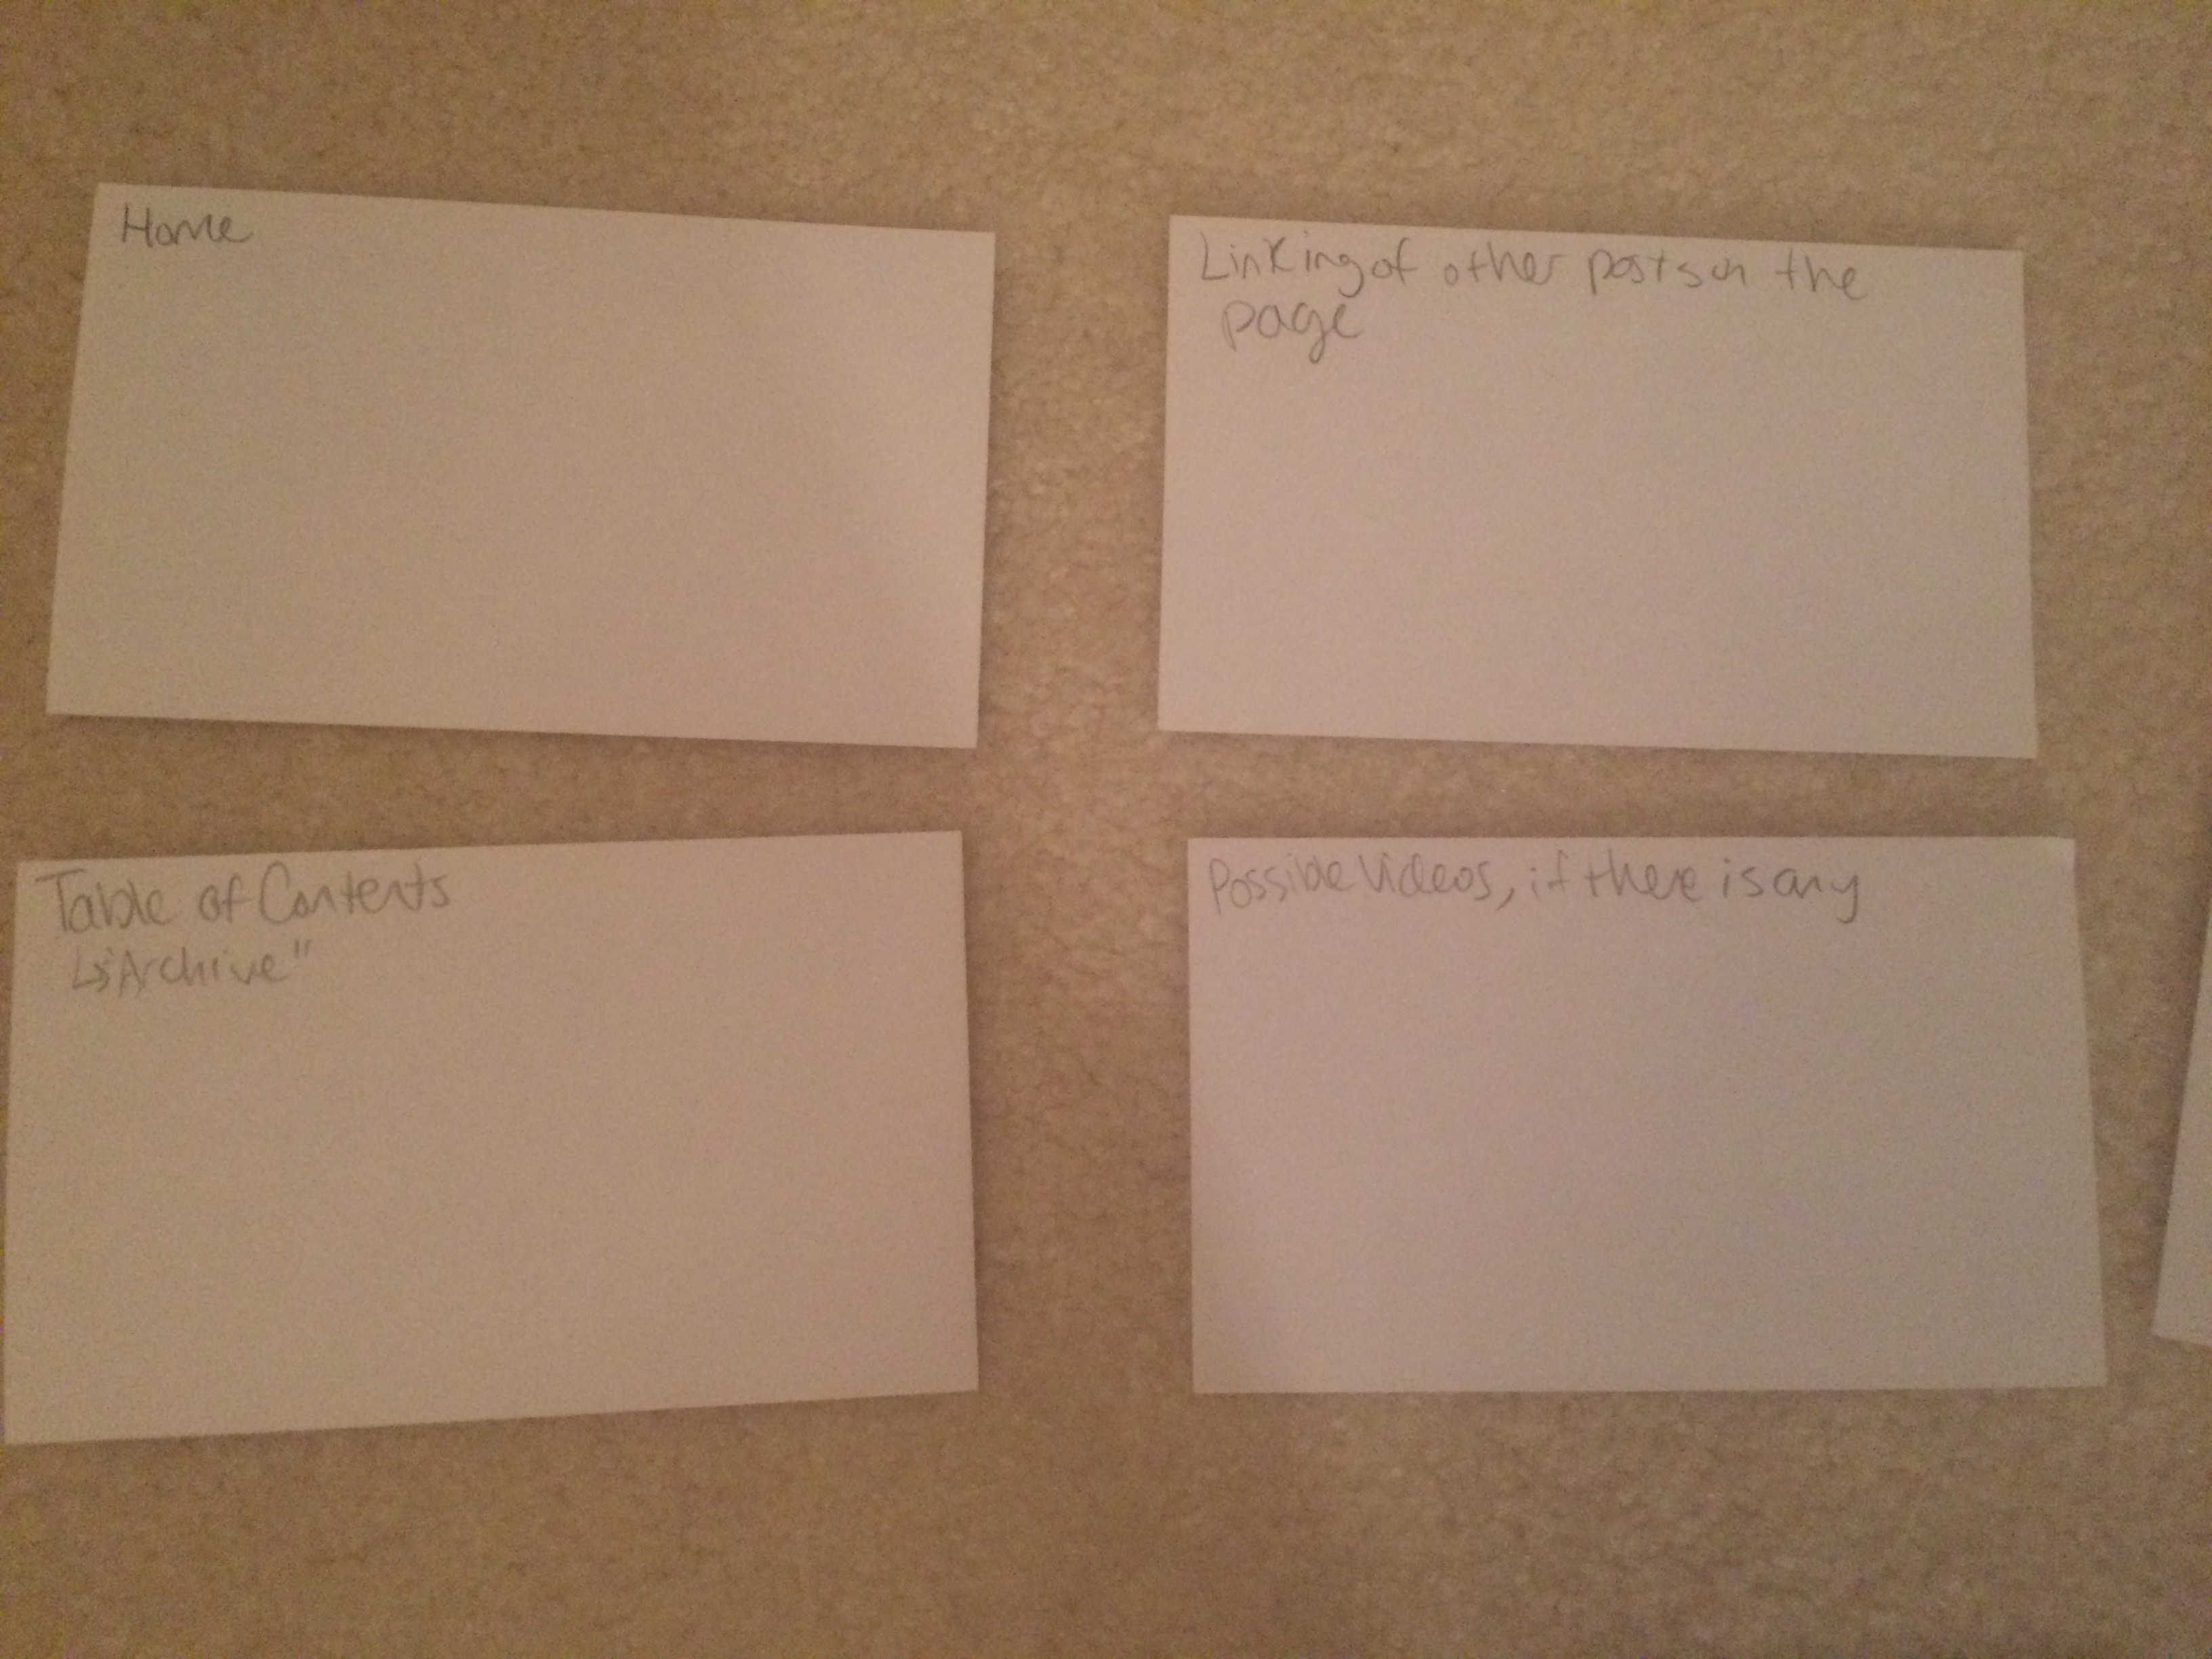 Home
Linking of other posts on the
page
Table of Contents
↳ "Archive"
Possible Videos, if there is any